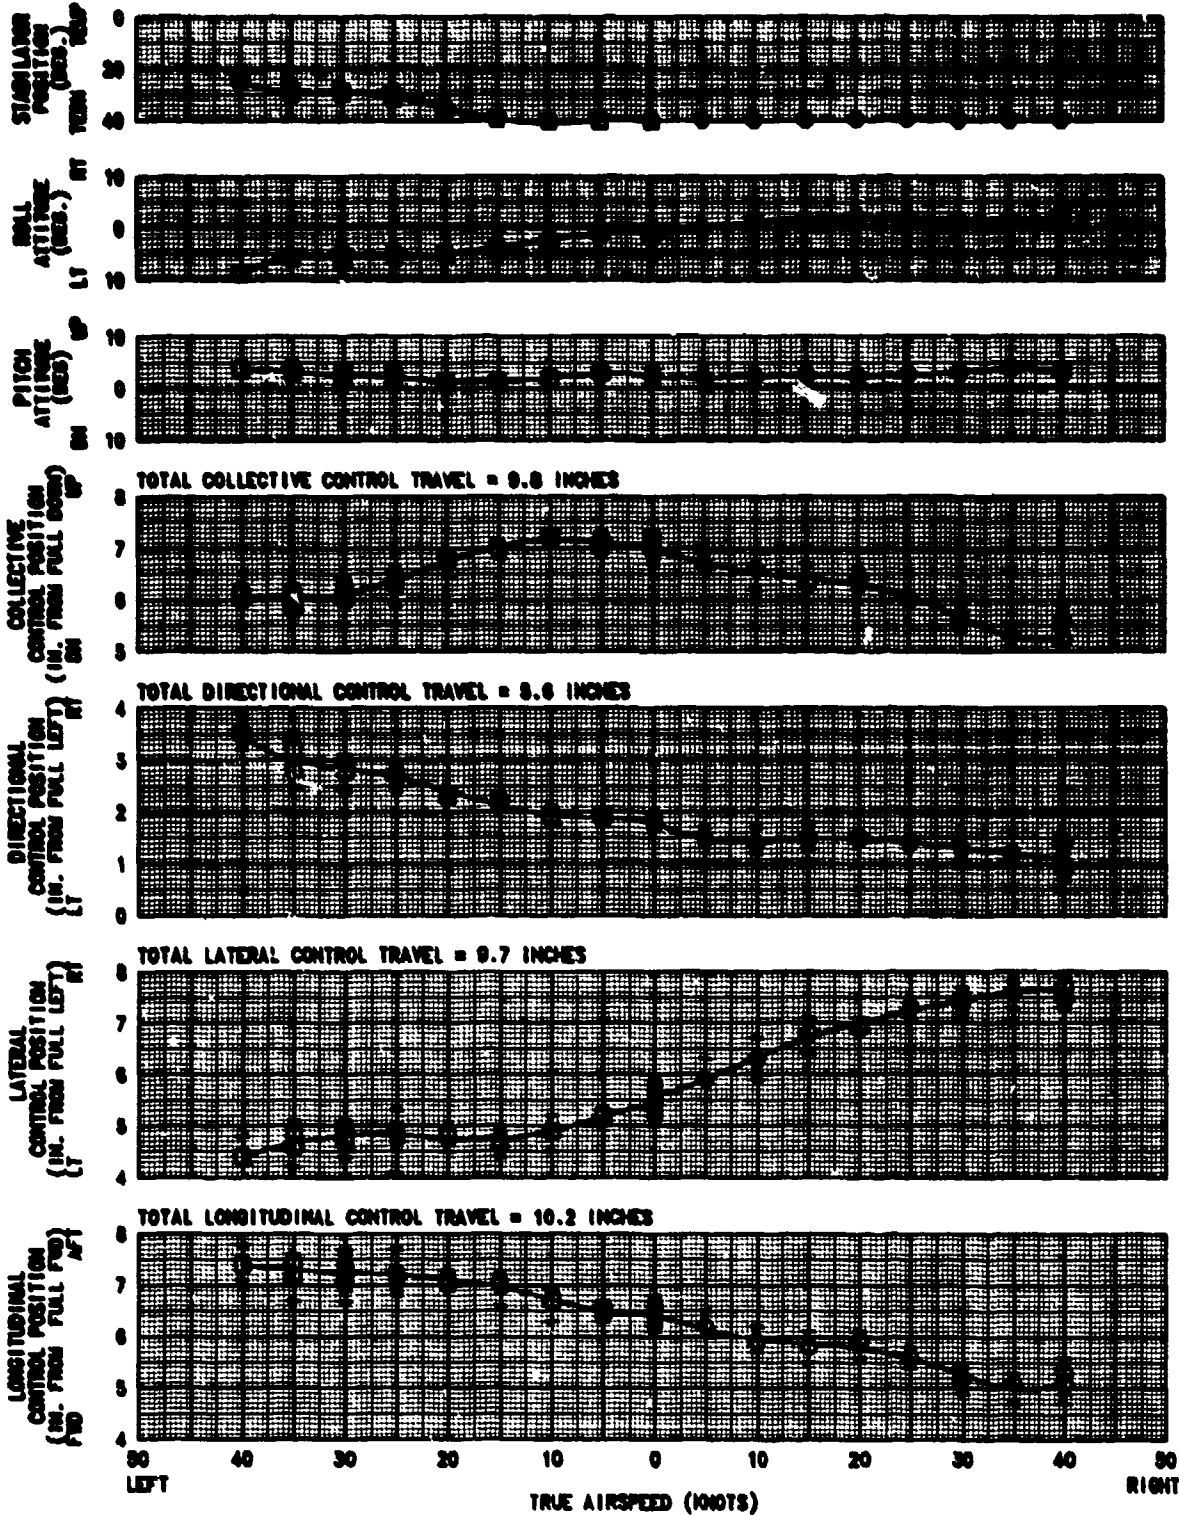 STABILATOR
POSITION
(DEG.)
TEDN TEUP
0
20
40
ROLL
ATTITUDE
(DEG.)
LT RT
10
0
10
PITCH
ATTITUDE
(DEG)
DN UP
10
0
10
TOTAL COLLECTIVE CONTROL TRAVEL = 9.8 INCHES
COLLECTIVE
CONTROL POSITION
(IN. FROM FULL DOWN)
DN UP
8
7
6
5
TOTAL DIRECTIONAL CONTROL TRAVEL = 5.6 INCHES
DIRECTIONAL
CONTROL POSITION
(IN. FROM FULL LEFT)
LT RT
4
3
2
1
0
TOTAL LATERAL CONTROL TRAVEL = 9.7 INCHES
LATERAL
CONTROL POSITION
(IN. FROM FULL LEFT)
LT RT
8
7
6
5
4
TOTAL LONGITUDINAL CONTROL TRAVEL = 10.2 INCHES
LONGITUDINAL
CONTROL POSITION
(IN. FROM FULL FWD)
FWD AFT
8
7
6
5
4
50 40 30 20 10 0 10 20 30 40 50
LEFT RIGHT
TRUE AIRSPEED (KNOTS)